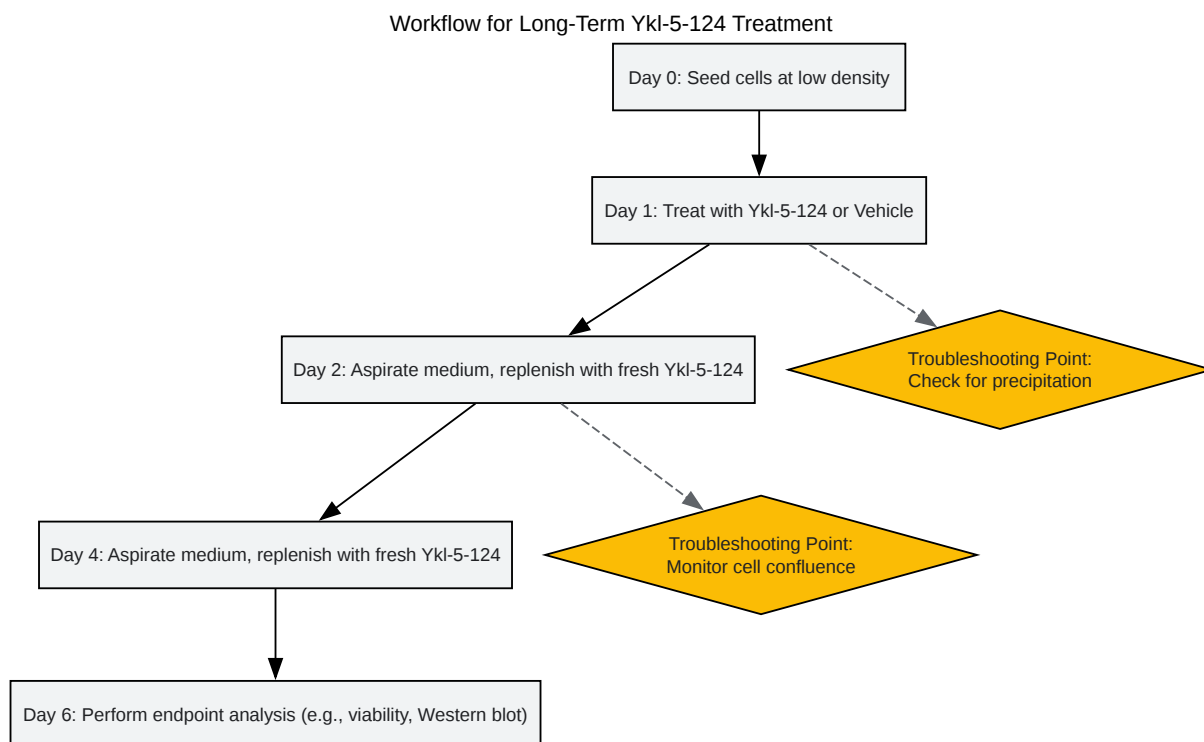 Workflow for Long-Term Ykl-5-124 Treatment
Day 0: Seed cells at low density
Day 1: Treat with Ykl-5-124 or Vehicle
Day 2: Aspirate medium, replenish with fresh Ykl-5-124
Troubleshooting Point:
Check for precipitation
Day 4: Aspirate medium, replenish with fresh Ykl-5-124
Troubleshooting Point:
Monitor cell confluence
Day 6: Perform endpoint analysis (e.g., viability, Western blot)